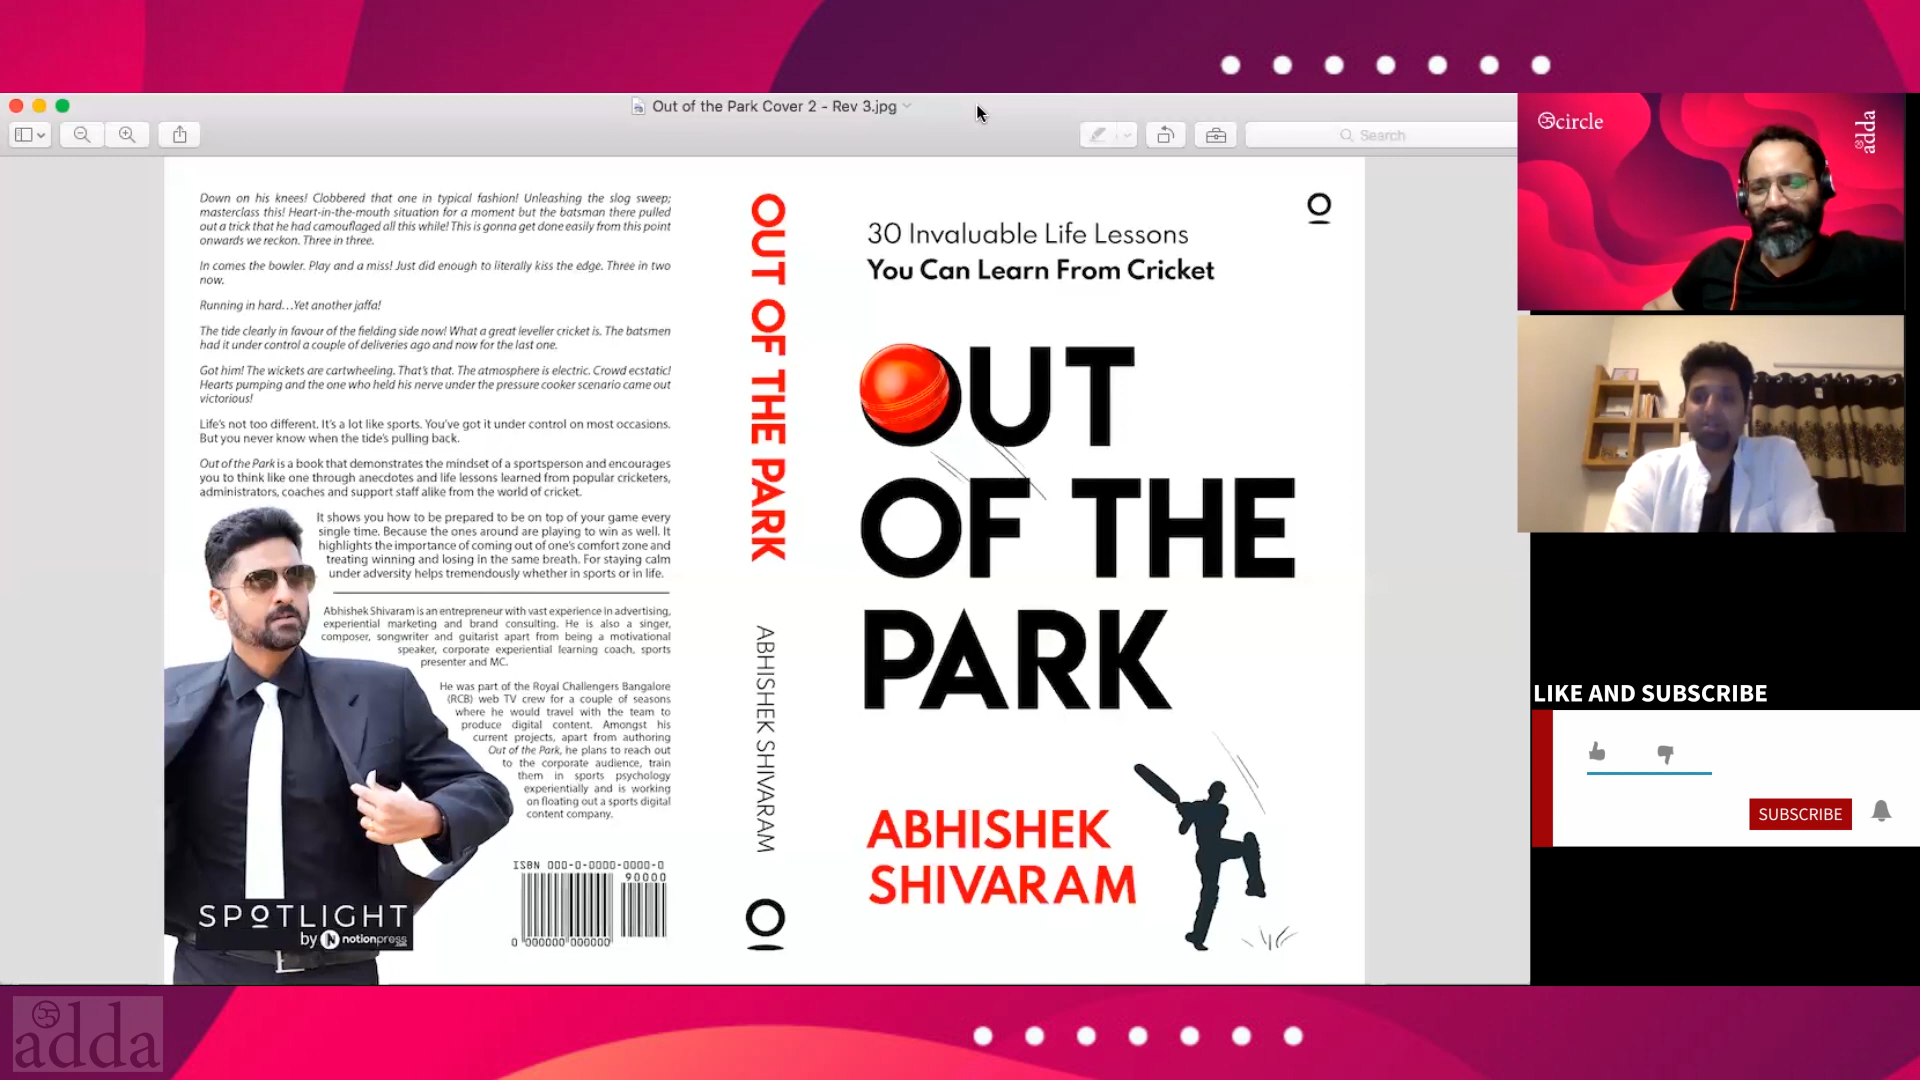 Out of the Park Cover 2 - Rev 3.jpg
Search
Down on his knees! Clobbered that one in typical fashion! Unleashing the slog sweep;
masterclass this! Heart-in-the-mouth situation for a moment but the batsman there pulled
out a trick that he had camouflaged all this while! This is gonna get done easily from this point
onwards we reckon. Three in three.
In comes the bowler. Play and a miss! Just did enough to literally kiss the edge. Three in two
now.
Running in hard…Yet another jaffa!
The tide clearly in favour of the fielding side now! What a great leveller cricket is. The batsmen
had it under control a couple of deliveries ago and now for the last one.
Got him! The wickets are cartwheeling. That's that. The atmosphere is electric. Crowd ecstatic!
Hearts pumping and the one who held his nerve under the pressure cooker scenario came out
victorious!
Life's not too different. It's a lot like sports. You've got it under control on most occasions.
But you never know when the tide's pulling back.
Out of the Park is a book that demonstrates the mindset of a sportsperson and encourages
you to think like one through anecdotes and life lessons learned from popular cricketers,
administrators, coaches and support staff alike from the world of cricket.
It shows you how to be prepared to be on top of your game every
single time. Because the ones around are playing to win as well. It
highlights the importance of coming out of one's comfort zone and
treating winning and losing in the same breath. For staying calm
under adversity helps tremendously whether in sports or in life.
Abhishek Shivaram is an entrepreneur with vast experience in advertising,
experiential marketing and brand consulting. He is also a singer,
composer, songwriter and guitarist apart from being a motivational
speaker, corporate experiential learning coach, sports
presenter and MC.
He was part of the Royal Challengers Bangalore
(RCB) web TV crew for a couple of seasons
where he would travel with the team to
produce digital content. Amongst his
current projects, apart from authoring
Out of the Park, he plans to reach out
to the corporate audience, train
them in sports psychology
experientially and is working
on floating out a sports digital
content company.
ISBN 000-0-0000-0000-0
90000
0 000000 000000
SPOTLIGHT
by notionpress
.com
OUT OF THE PARK
ABHISHEK SHIVARAM
30 Invaluable Life Lessons
You Can Learn From Cricket
OUT
OF THE
PARK
ABHISHEK
SHIVARAM
55circle
55adda
LIKE AND SUBSCRIBE
SUBSCRIBE
55
adda